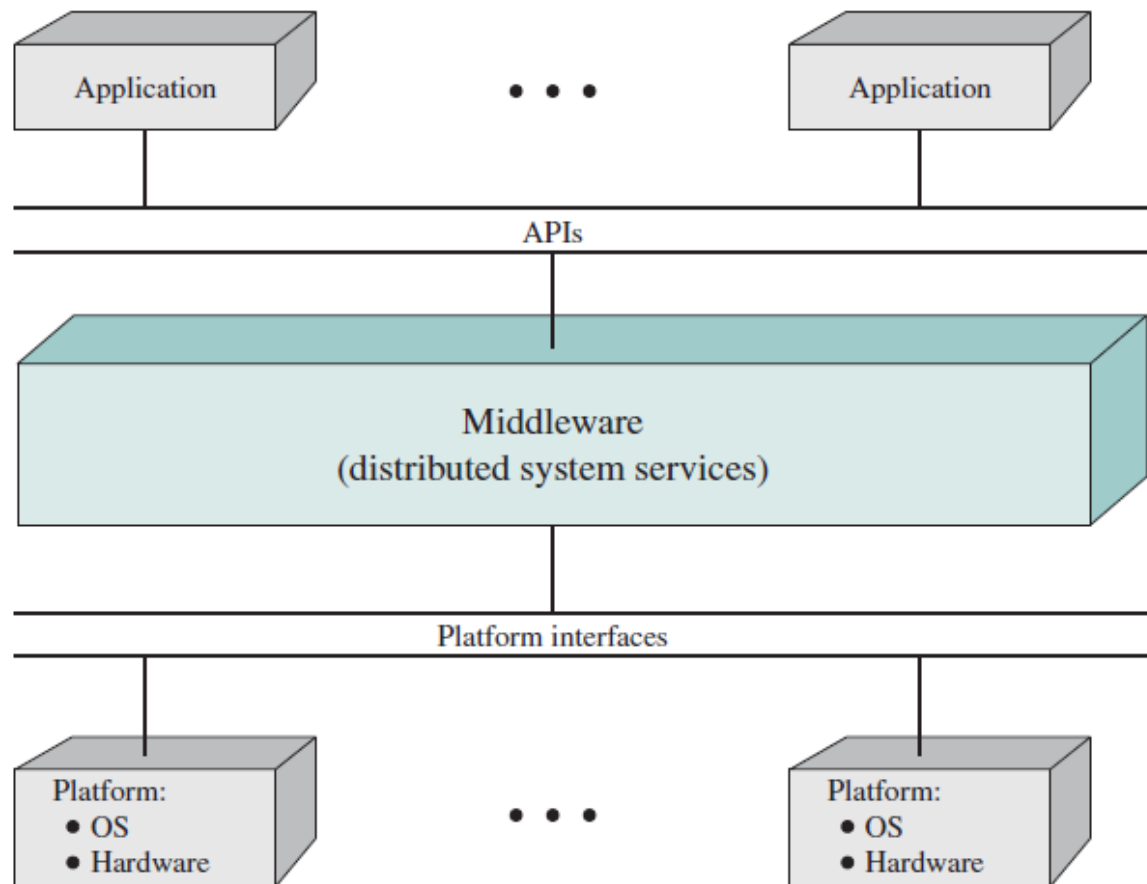 Application
Application
APIs
Middleware
(distributed system services)
Platform interfaces
Platform:
● OS
● Hardware
Platform:
● OS
● Hardware